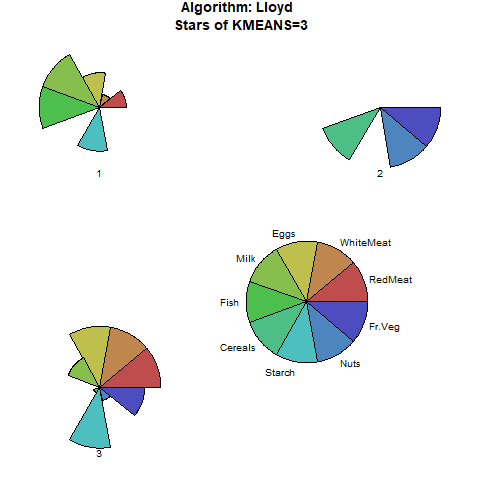 Algorithm: Lloyd
Stars of KMEANS=3
1
2
Eggs
WhiteMeat
Milk
RedMeat
Fish
Fr.Veg
Cereals
Nuts
Starch
3